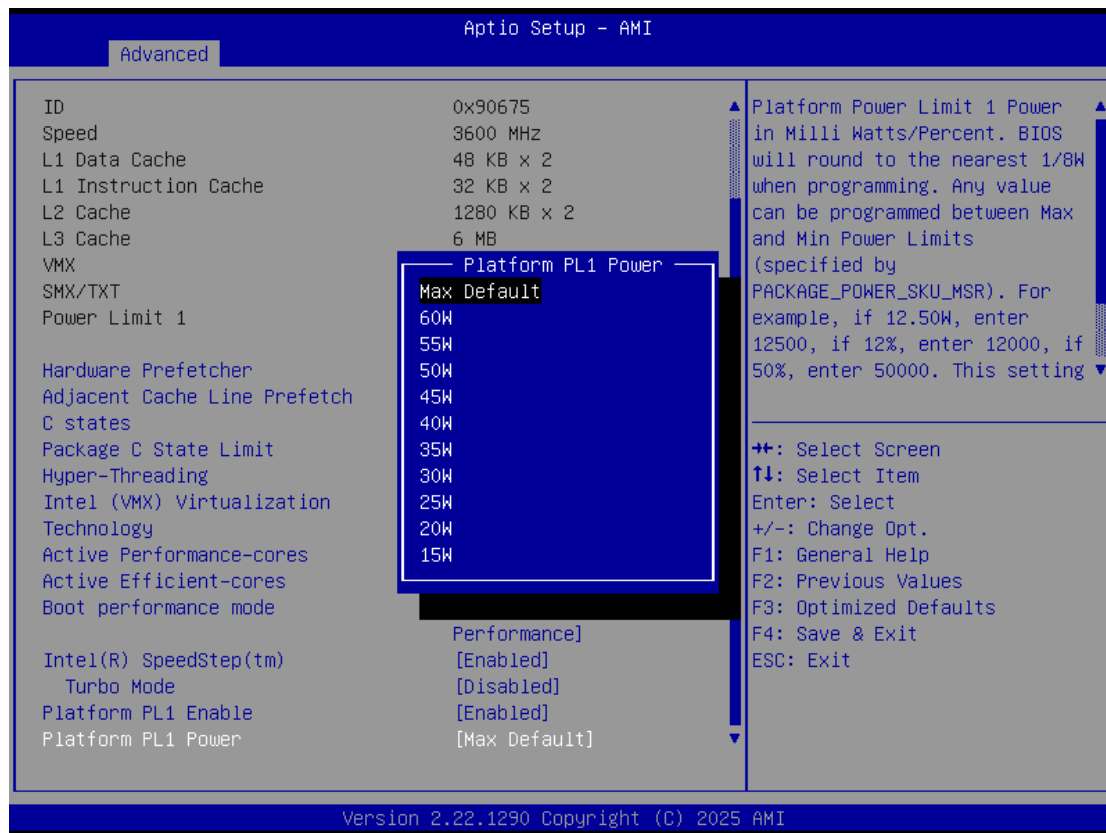 Aptio Setup – AMI
Advanced
ID 0x90675
Speed 3600 MHz
L1 Data Cache 48 KB x 2
L1 Instruction Cache 32 KB x 2
L2 Cache 1280 KB x 2
L3 Cache 6 MB
VMX
SMX/TXT
Power Limit 1
Hardware Prefetcher
Adjacent Cache Line Prefetch
C states
Package C State Limit
Hyper-Threading
Intel (VMX) Virtualization
Technology
Active Performance-cores
Active Efficient-cores
Boot performance mode
Performance]
Intel(R) SpeedStep(tm) [Enabled]
Turbo Mode [Disabled]
Platform PL1 Enable [Enabled]
Platform PL1 Power [Max Default]
Platform PL1 Power
Max Default
60W
55W
50W
45W
40W
35W
30W
25W
20W
15W
Platform Power Limit 1 Power
in Milli Watts/Percent. BIOS
will round to the nearest 1/8W
when programming. Any value
can be programmed between Max
and Min Power Limits
(specified by
PACKAGE_POWER_SKU_MSR). For
example, if 12.50W, enter
12500, if 12%, enter 12000, if
50%, enter 50000. This setting
→←: Select Screen
↑↓: Select Item
Enter: Select
+/-: Change Opt.
F1: General Help
F2: Previous Values
F3: Optimized Defaults
F4: Save & Exit
ESC: Exit
Version 2.22.1290 Copyright (C) 2025 AMI